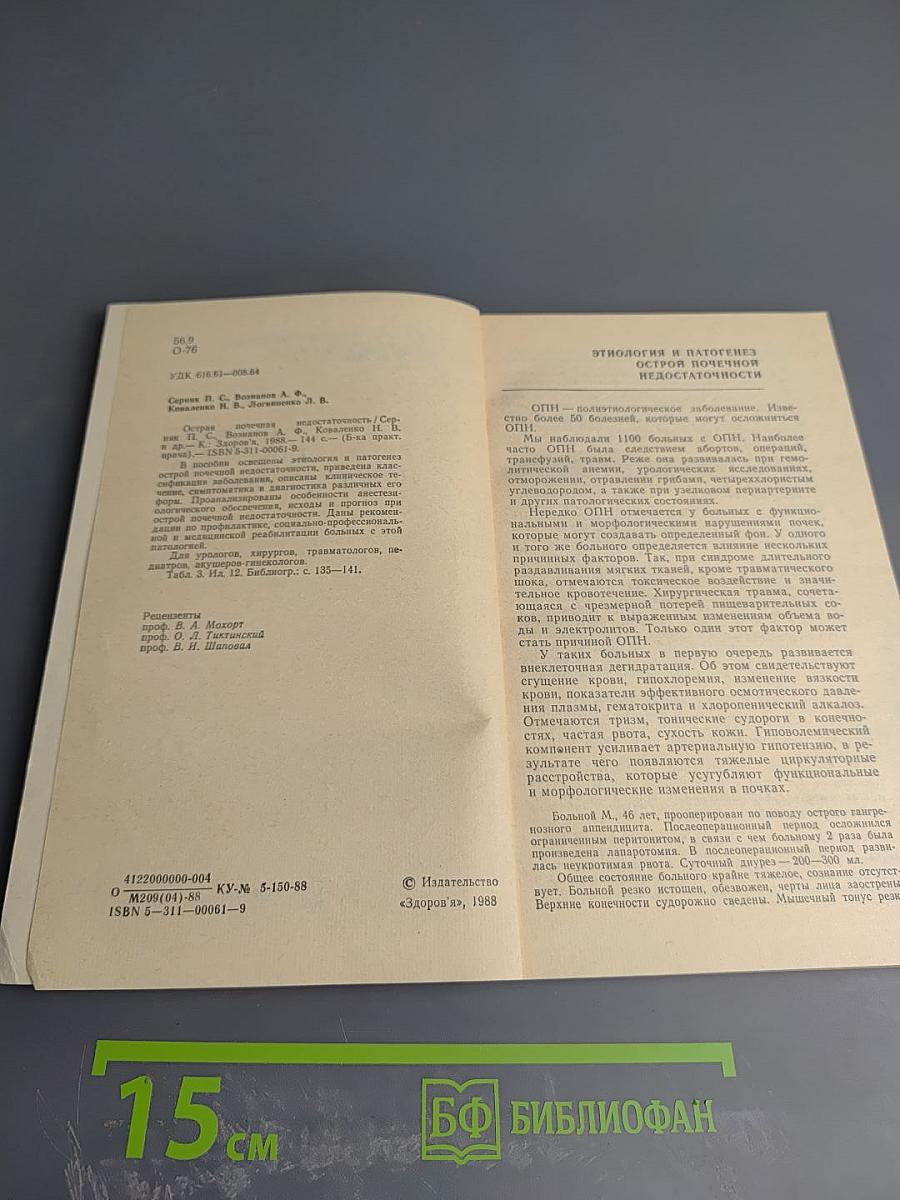 56.9
О-76
УДК 616.61—008.64
Серняк П. С., Возианов А. Ф.,
Коваленко Н. В., Логвиненко Л. В.
Острая почечная недостаточность / Сер-
няк П. С., Возианов А. Ф., Коваленко Н. В.
и др.— К.: Здоров'я, 1988.— 144 с.— (Б-ка практ.
врача).— ISBN 5-311-00061-9.
В пособии освещены этиология и патогенез
острой почечной недостаточности, приведена клас-
сификация заболевания, описаны клиническое те-
чение, симптоматика и диагностика различных его
форм. Проанализированы особенности анестези-
ологического обеспечения, исходы и прогноз при
острой почечной недостаточности. Даны рекомен-
дации по профилактике, социально-профессиональ-
ной и медицинской реабилитации больных с этой
патологией.
Для урологов, хирургов, травматологов, пе-
диатров, акушеров-гинекологов.
Табл. 3. Ил. 12. Библиогр.: с. 135—141.
Рецензенты
проф. В. А. Мохорт
проф. О. Л. Тиктинский
проф. В. И. Шаповал
О 4122000000-004
М209(04)-88 КУ-№ 5-150-88
ISBN 5—311—00061—9
© Издательство
«Здоров'я», 1988
ЭТИОЛОГИЯ И ПАТОГЕНЕЗ
ОСТРОЙ ПОЧЕЧНОЙ
НЕДОСТАТОЧНОСТИ
ОПН — полиэтиологическое заболевание. Извес-
тно более 50 болезней, которые могут осложниться
ОПН.
Мы наблюдали 1100 больных с ОПН. Наиболее
часто ОПН была следствием абортов, операций,
трансфузий, травм. Реже она развивалась при гемо-
литической анемии, урологических исследованиях,
отморожении, отравлении грибами, четыреххлористым
углеводородом, а также при узелковом периартериите
и других патологических состояниях.
Нередко ОПН отмечается у больных с функцио-
нальными и морфологическими нарушениями почек,
которые могут создавать определенный фон. У одного
и того же больного определяется влияние нескольких
причинных факторов. Так, при синдроме длительного
раздавливания мягких тканей, кроме травматического
шока, отмечаются токсическое воздействие и значи-
тельное кровотечение. Хирургическая травма, сочета-
ющаяся с чрезмерной потерей пищеварительных со-
ков, приводит к выраженным изменениям объема во-
ды и электролитов. Только один этот фактор может
стать причиной ОПН.
У таких больных в первую очередь развивается
внеклеточная дегидратация. Об этом свидетельствуют
сгущение крови, гипохлоремия, изменение вязкости
крови, показатели эффективного осмотического давле-
ния плазмы, гематокрита и хлоропенический алкалоз.
Отмечаются тризм, тонические судороги в конечно-
стях, частая рвота, сухость кожи. Гиповолемический
компонент усиливает артериальную гипотензию, в ре-
зультате чего появляются тяжелые циркуляторные
расстройства, которые усугубляют функциональные
и морфологические изменения в почках.
Больной М., 46 лет, прооперирован по поводу острого гангре-
нозного аппендицита. Послеоперационный период осложнился
ограниченным перитонитом, в связи с чем больному 2 раза была
произведена лапаротомия. В послеоперационный период разви-
лась неукротимая рвота. Суточный диурез — 200—300 мл.
Общее состояние больного крайне тяжелое, сознание отсутст-
вует. Больной резко истощен, обезвожен, черты лица заострены.
Верхние конечности судорожно сведены. Мышечный тонус резк
15 см
БФ БИБЛИОФАН